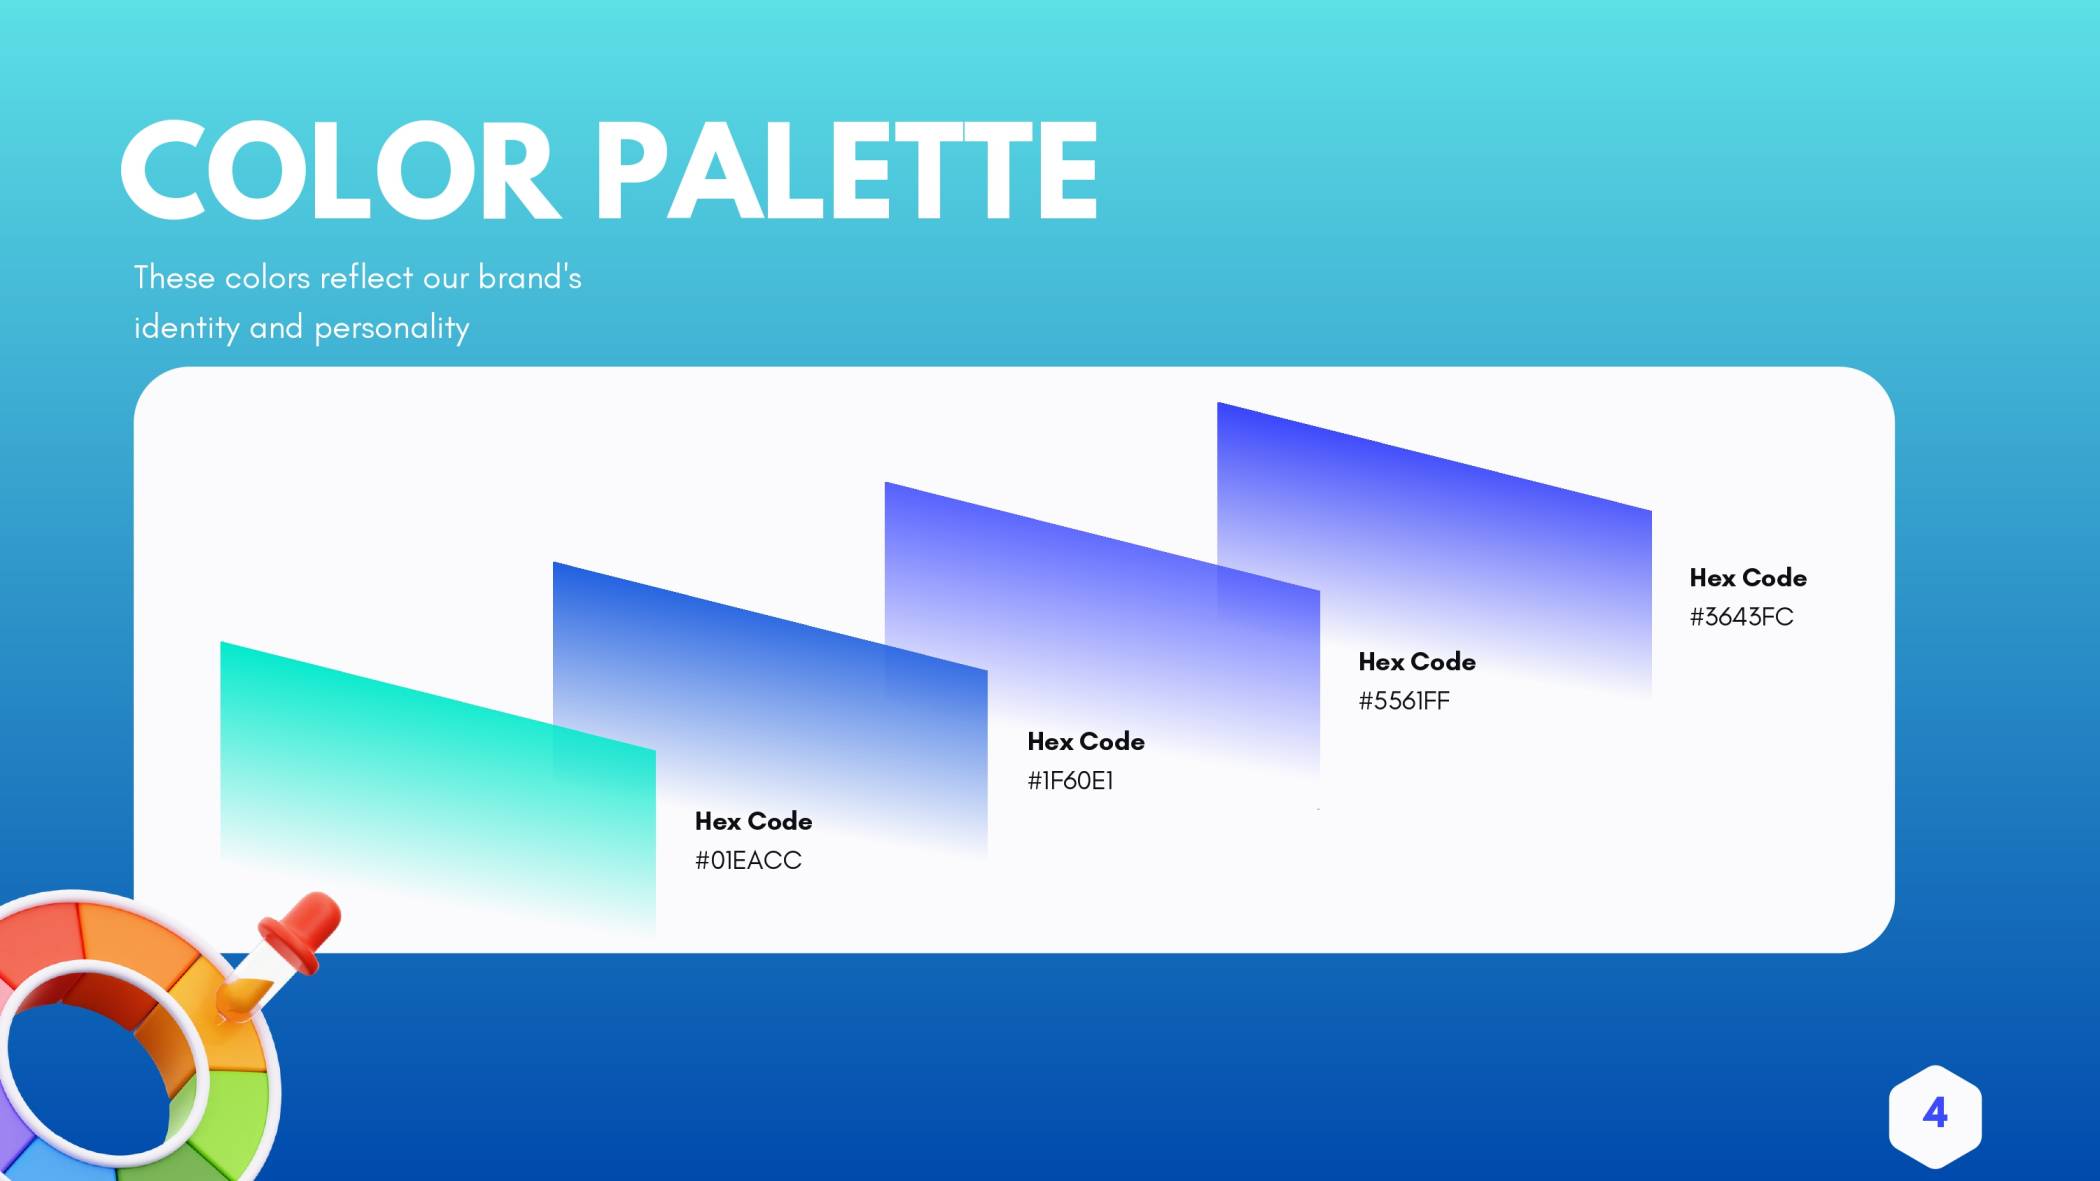 COLOR PALETTE
These colors reflect our brand's
identity and personality
Hex Code
#01EACC
Hex Code
#1F60E1
Hex Code
#5561FF
Hex Code
#3643FC
4